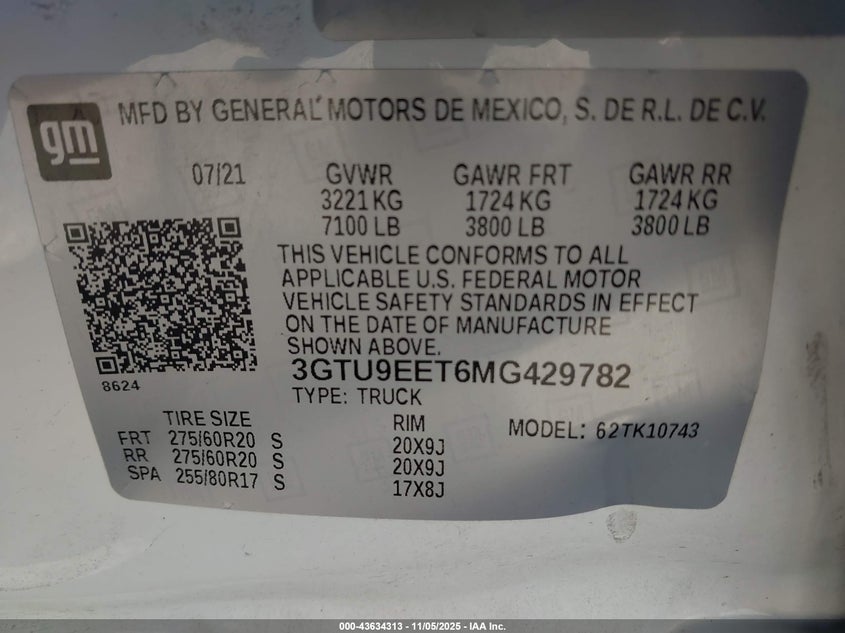 gm
MFD BY GENERAL MOTORS DE MEXICO, S. DE R.L. DE C.V.
07/21 GVWR GAWR FRT GAWR RR
3221 KG 1724 KG 1724 KG
7100 LB 3800 LB 3800 LB
THIS VEHICLE CONFORMS TO ALL
APPLICABLE U.S. FEDERAL MOTOR
VEHICLE SAFETY STANDARDS IN EFFECT
ON THE DATE OF MANUFACTURE
SHOWN ABOVE.
8624
3GTU9EET6MG429782
TYPE: TRUCK
TIRE SIZE RIM MODEL: 62TK10743
FRT 275/60R20 S 20X9J
RR 275/60R20 S 20X9J
SPA 255/80R17 S 17X8J
000-43634313 - 11/05/2025 - IAA Inc.